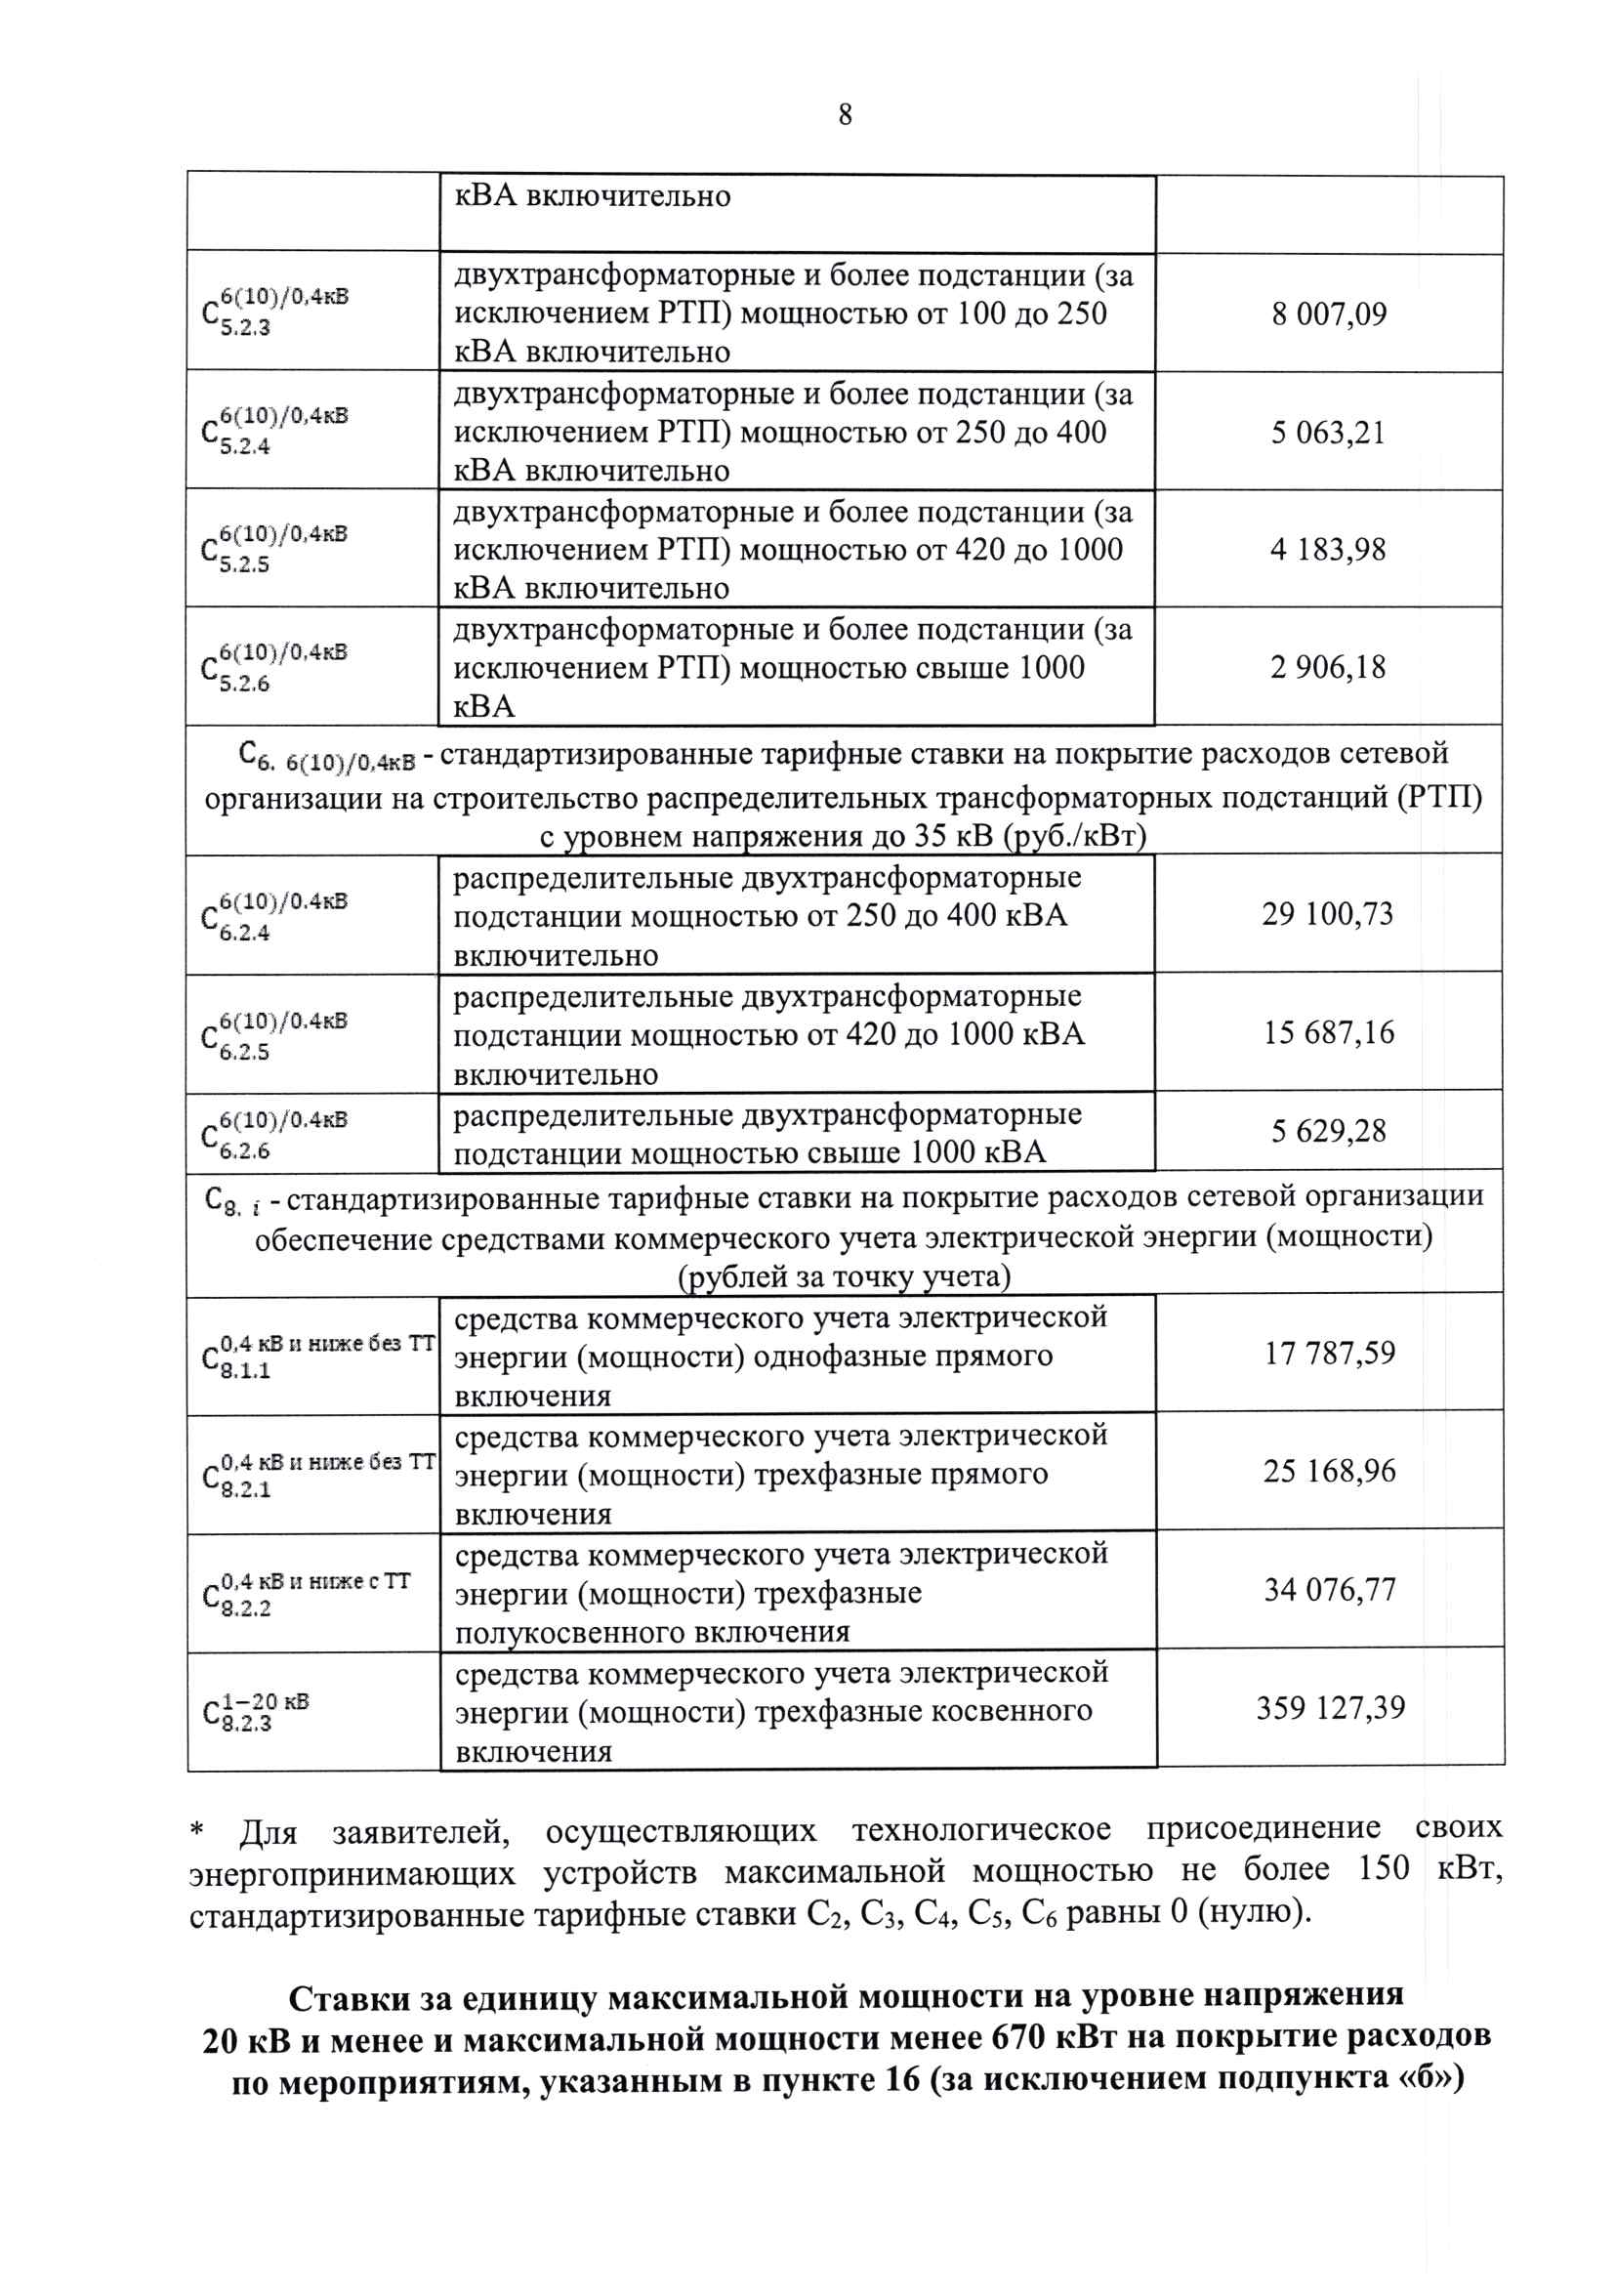 8
кВА включительно
С 6(10)/0,4кВ 5.2.3
двухтрансформаторные и более подстанции (за
исключением РТП) мощностью от 100 до 250
кВА включительно
8 007,09
С 6(10)/0,4кВ 5.2.4
двухтрансформаторные и более подстанции (за
исключением РТП) мощностью от 250 до 400
кВА включительно
5 063,21
С 6(10)/0,4кВ 5.2.5
двухтрансформаторные и более подстанции (за
исключением РТП) мощностью от 420 до 1000
кВА включительно
4 183,98
С 6(10)/0,4кВ 5.2.6
двухтрансформаторные и более подстанции (за
исключением РТП) мощностью свыше 1000
кВА
2 906,18
С6. 6(10)/0,4кВ - стандартизированные тарифные ставки на покрытие расходов сетевой
организации на строительство распределительных трансформаторных подстанций (РТП)
с уровнем напряжения до 35 кВ (руб./кВт)
С 6(10)/0.4кВ 6.2.4
распределительные двухтрансформаторные
подстанции мощностью от 250 до 400 кВА
включительно
29 100,73
С 6(10)/0.4кВ 6.2.5
распределительные двухтрансформаторные
подстанции мощностью от 420 до 1000 кВА
включительно
15 687,16
С 6(10)/0.4кВ 6.2.6
распределительные двухтрансформаторные
подстанции мощностью свыше 1000 кВА
5 629,28
С8. i - стандартизированные тарифные ставки на покрытие расходов сетевой организации
обеспечение средствами коммерческого учета электрической энергии (мощности)
(рублей за точку учета)
С 0,4 кВ и ниже без ТТ 8.1.1
средства коммерческого учета электрической
энергии (мощности) однофазные прямого
включения
17 787,59
С 0,4 кВ и ниже без ТТ 8.2.1
средства коммерческого учета электрической
энергии (мощности) трехфазные прямого
включения
25 168,96
С 0,4 кВ и ниже с ТТ 8.2.2
средства коммерческого учета электрической
энергии (мощности) трехфазные
полукосвенного включения
34 076,77
С 1–20 кВ 8.2.3
средства коммерческого учета электрической
энергии (мощности) трехфазные косвенного
включения
359 127,39
* Для заявителей, осуществляющих технологическое присоединение своих
энергопринимающих устройств максимальной мощностью не более 150 кВт,
стандартизированные тарифные ставки С2, С3, С4, С5, С6 равны 0 (нулю).
Ставки за единицу максимальной мощности на уровне напряжения
20 кВ и менее и максимальной мощности менее 670 кВт на покрытие расходов
по мероприятиям, указанным в пункте 16 (за исключением подпункта «б»)